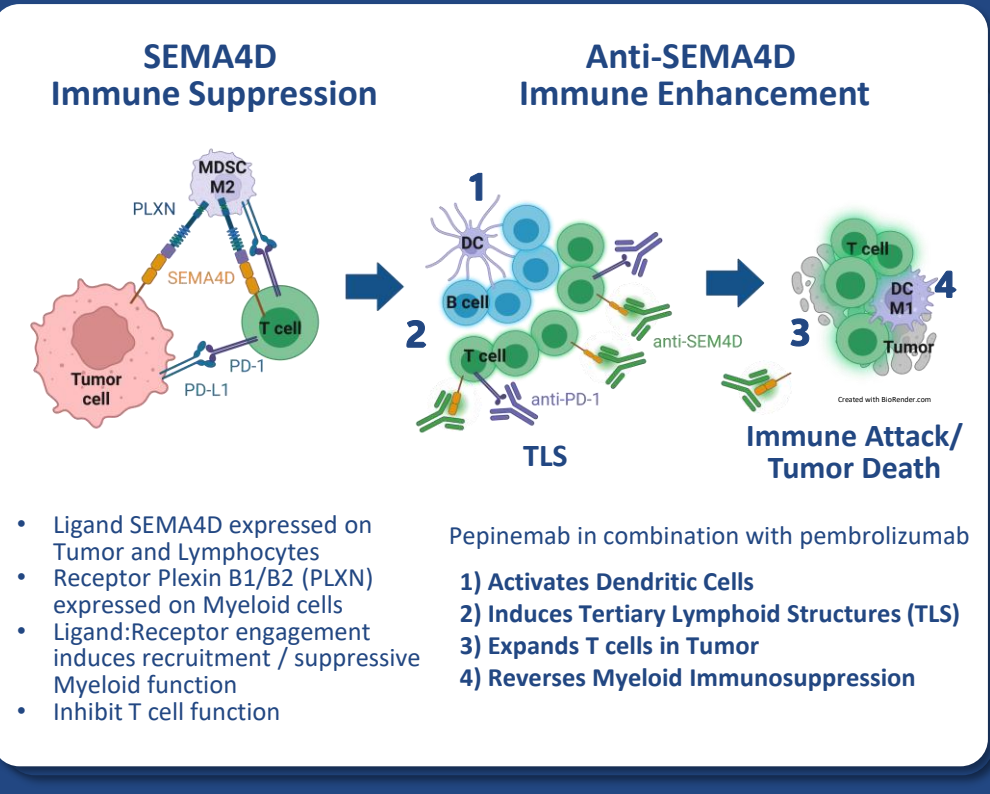 SEMA4D
Immune Suppression
Anti-SEMA4D
Immune Enhancement
MDSC
M2
PLXN
SEMA4D
T cell
PD-1
PD-L1
Tumor
cell
1
DC
B cell
2
T cell
anti-SEM4D
anti-PD-1
TLS
T cell
DC
M1
4
3
Tumor
Created with BioRender.com
Immune Attack/
Tumor Death
• Ligand SEMA4D expressed on
Tumor and Lymphocytes
• Receptor Plexin B1/B2 (PLXN)
expressed on Myeloid cells
• Ligand:Receptor engagement
induces recruitment / suppressive
Myeloid function
• Inhibit T cell function
Pepinemab in combination with pembrolizumab
1) Activates Dendritic Cells
2) Induces Tertiary Lymphoid Structures (TLS)
3) Expands T cells in Tumor
4) Reverses Myeloid Immunosuppression